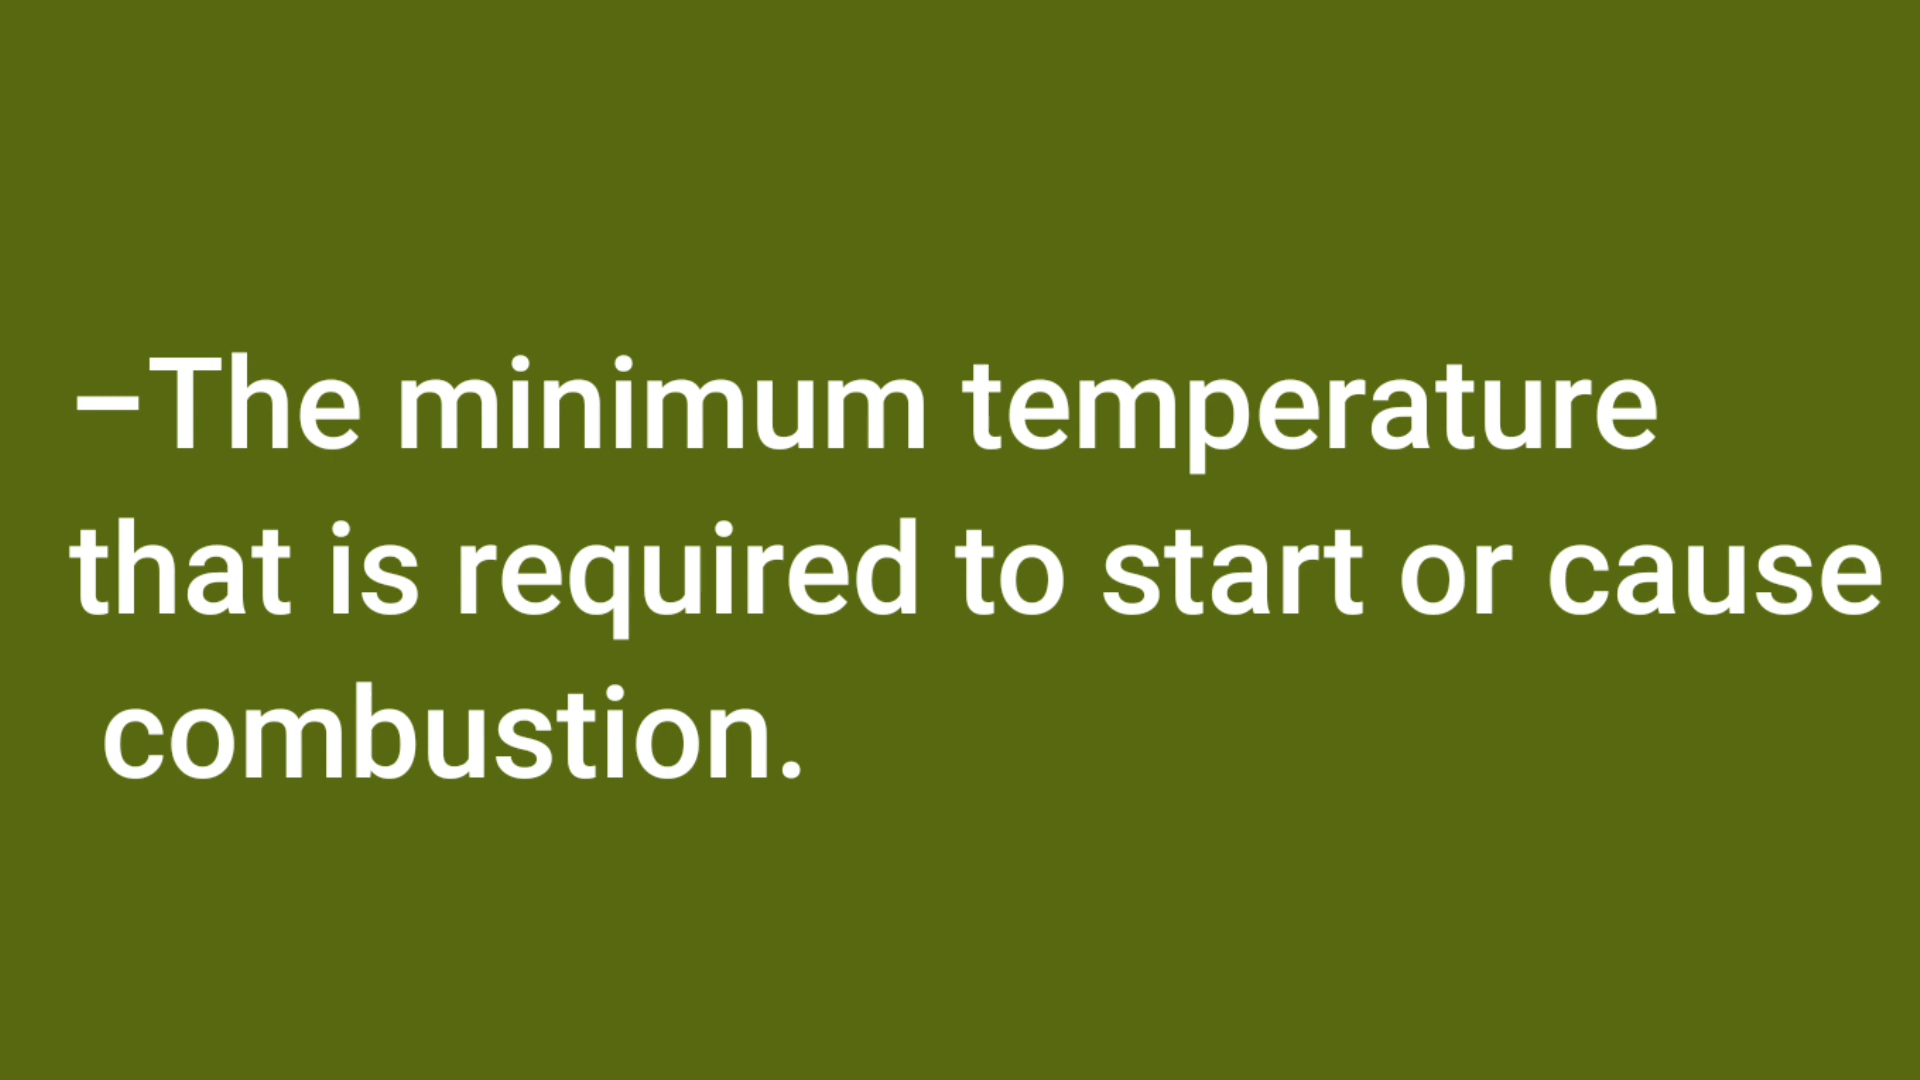 –The minimum temperature
that is required to start or cause
combustion.